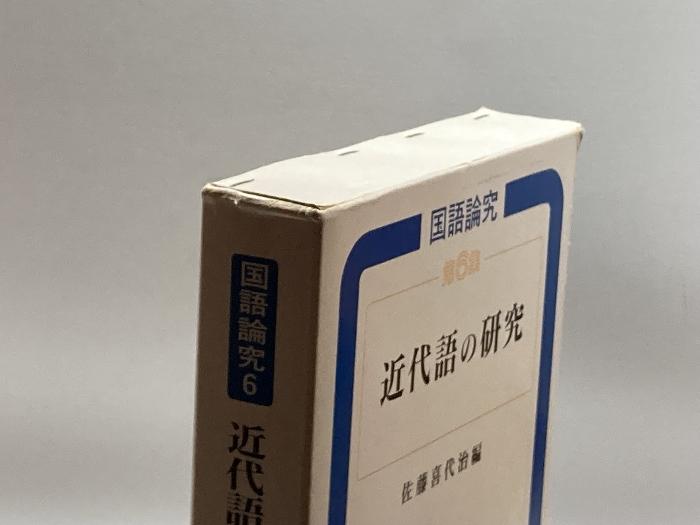 国語論究6
近代語
国語論究
第6集
近代語の研究
佐藤喜代治編